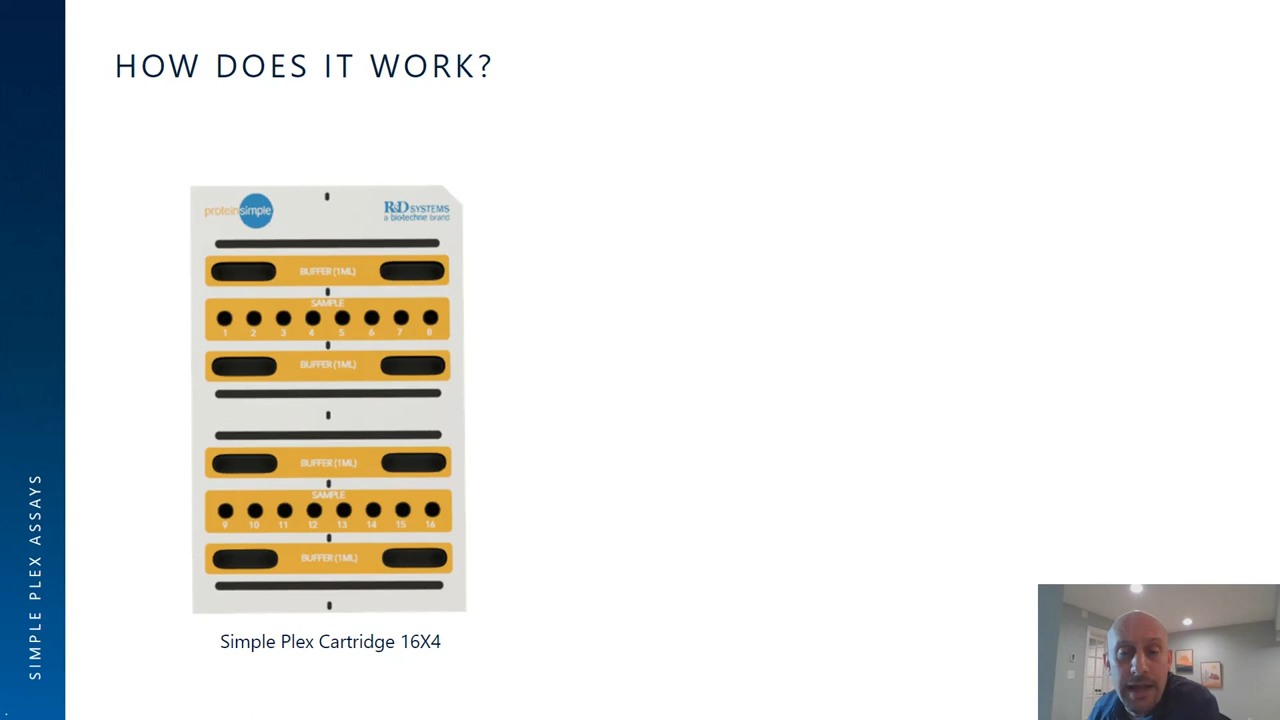 HOW DOES IT WORK?
proteinsimple
R&D SYSTEMS
a biotechne brand
BUFFER (1ML)
SAMPLE
1 2 3 4 5 6 7 8
BUFFER (1ML)
BUFFER (1ML)
SAMPLE
9 10 11 12 13 14 15 16
BUFFER (1ML)
Simple Plex Cartridge 16X4
SIMPLE PLEX ASSAYS